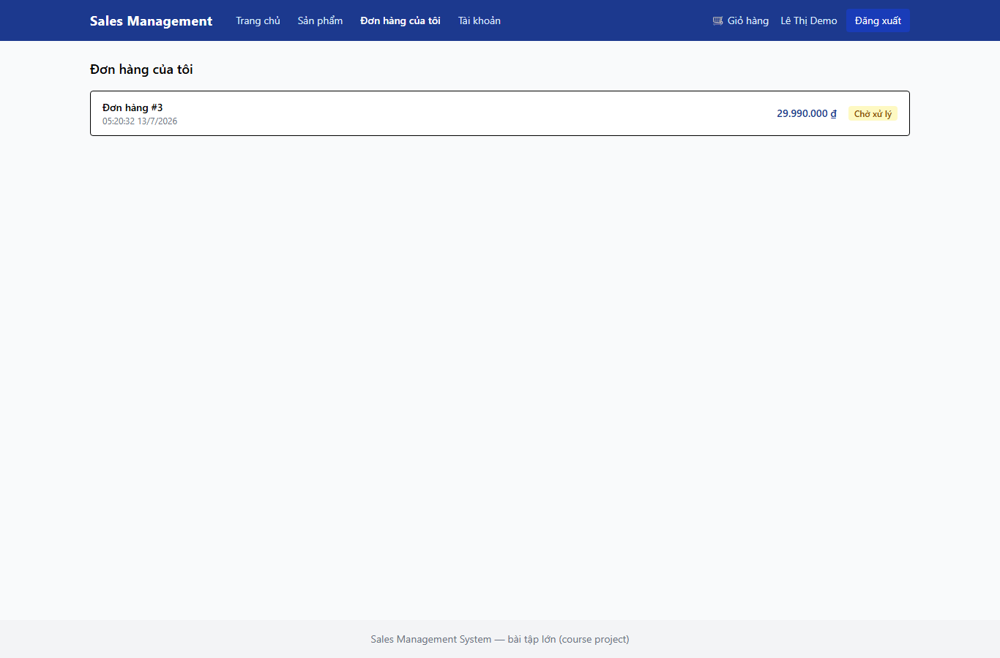 Sales Management Trang chủ Sản phẩm Đơn hàng của tôi Tài khoản Giỏ hàng Lê Thị Demo Đăng xuất
Đơn hàng của tôi
Đơn hàng #3
05:20:32 13/7/2026
29.990.000 ₫ Chờ xử lý
Sales Management System — bài tập lớn (course project)